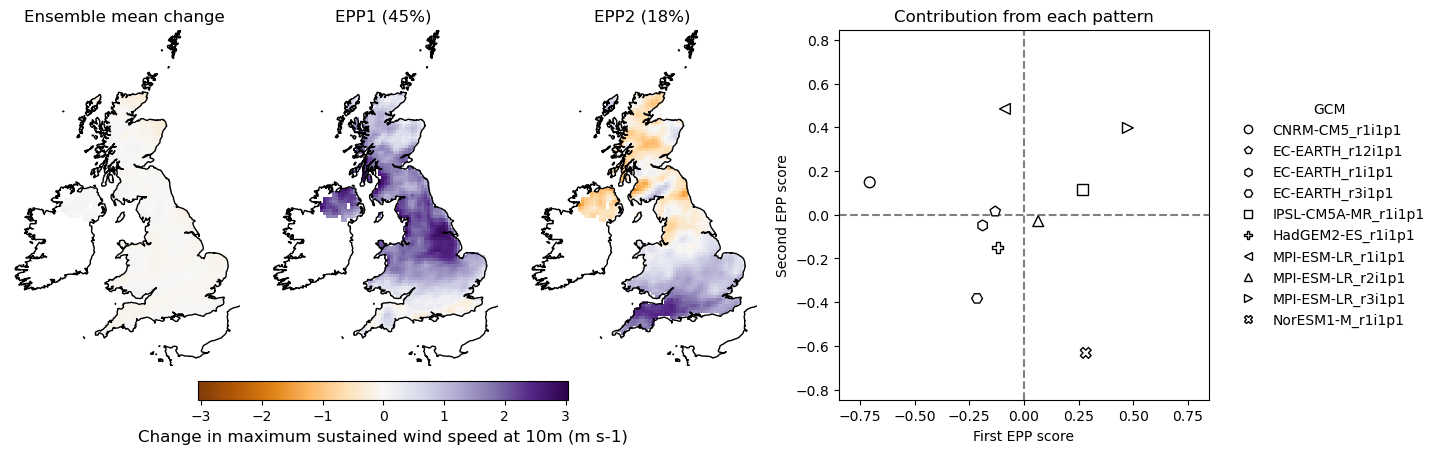 Ensemble mean change
EPP1 (45%)
EPP2 (18%)
Contribution from each pattern
−3 −2 −1 0 1 2 3
Change in maximum sustained wind speed at 10m (m s-1)
Second EPP score
0.8
0.6
0.4
0.2
0.0
−0.2
−0.4
−0.6
−0.8
−0.75 −0.50 −0.25 0.00 0.25 0.50 0.75
First EPP score
GCM
CNRM-CM5_r1i1p1
EC-EARTH_r12i1p1
EC-EARTH_r1i1p1
EC-EARTH_r3i1p1
IPSL-CM5A-MR_r1i1p1
HadGEM2-ES_r1i1p1
MPI-ESM-LR_r1i1p1
MPI-ESM-LR_r2i1p1
MPI-ESM-LR_r3i1p1
NorESM1-M_r1i1p1